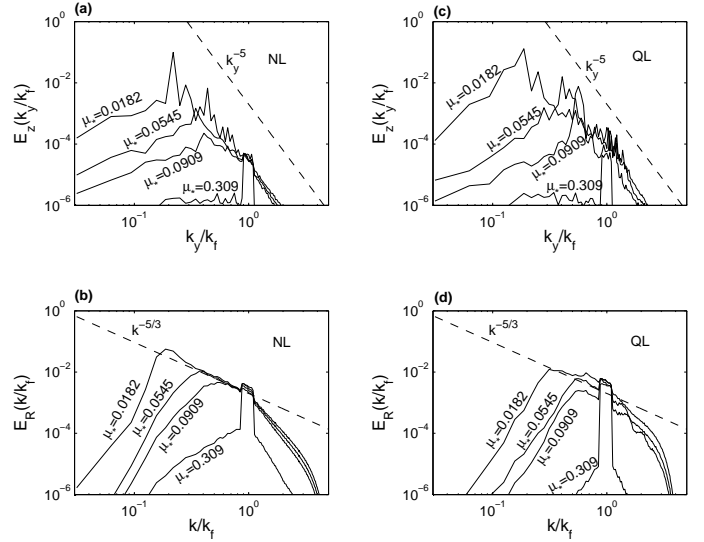 (a)
NL
k_y^{-5}
μ_*=0.0182
μ_*=0.0545
μ_*=0.0909
μ_*=0.309
E_Z(k_y/k_f)
10^0
10^{-2}
10^{-4}
10^{-6}
10^{-1}
10^0
k_y/k_f
(c)
QL
k_y^{-5}
μ_*=0.0182
μ_*=0.0545
μ_*=0.0909
μ_*=0.309
E_Z(k_y/k_f)
10^0
10^{-2}
10^{-4}
10^{-6}
10^{-1}
10^0
k_y/k_f
(b)
NL
k^{-5/3}
μ_*=0.0182
μ_*=0.0545
μ_*=0.0909
μ_*=0.309
E_R(k/k_f)
10^0
10^{-2}
10^{-4}
10^{-6}
10^{-1}
10^0
k/k_f
(d)
QL
k^{-5/3}
μ_*=0.0182
μ_*=0.0545
μ_*=0.0909
μ_*=0.309
E_R(k/k_f)
10^0
10^{-2}
10^{-4}
10^{-6}
10^{-1}
10^0
k/k_f